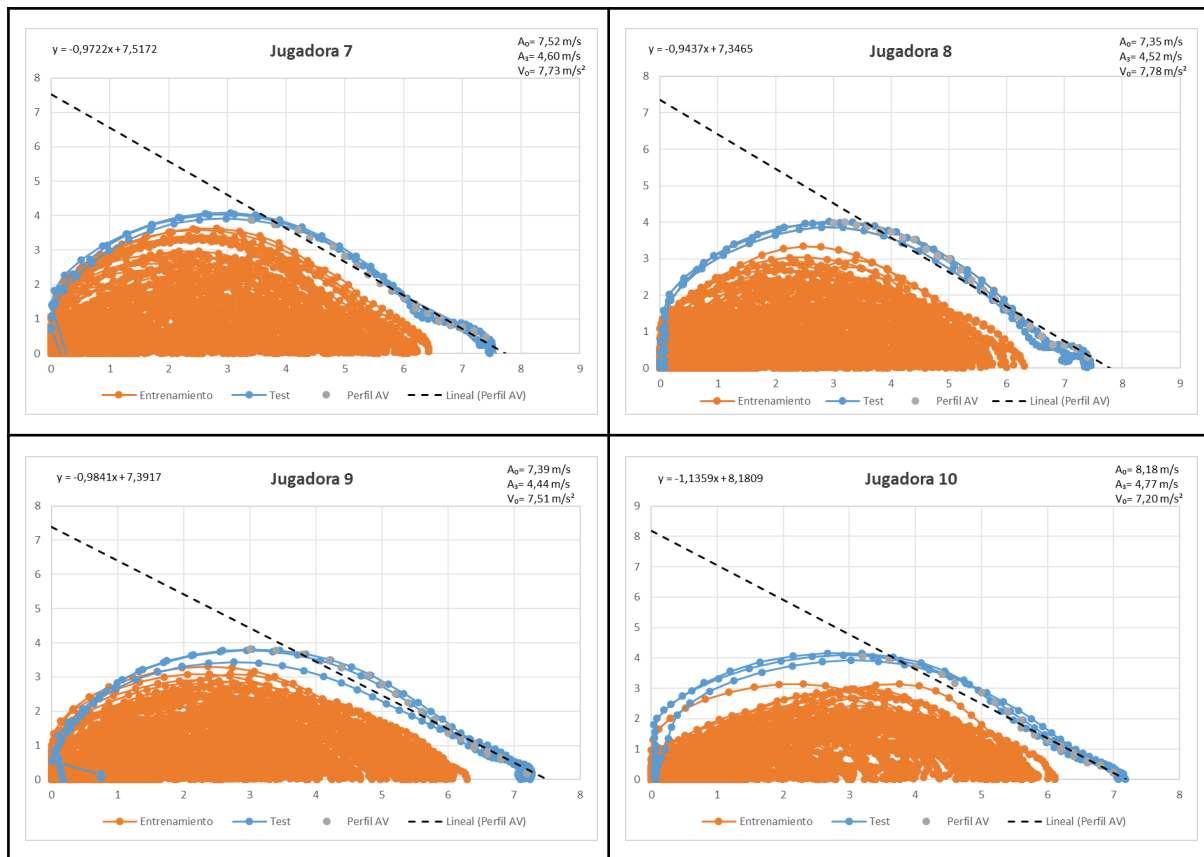 y = -0,9722x + 7,5172
Jugadora 7
A₀= 7,52 m/s
A₃= 4,60 m/s
V₀= 7,73 m/s²
8
7
6
5
4
3
2
1
0
0 1 2 3 4 5 6 7 8 9
Entrenamiento Test Perfil AV Lineal (Perfil AV)
y = -0,9437x + 7,3465
Jugadora 8
A₀= 7,35 m/s
A₃= 4,52 m/s
V₀= 7,78 m/s²
8
7
6
5
4
3
2
1
0
0 1 2 3 4 5 6 7 8 9
Entrenamiento Test Perfil AV Lineal (Perfil AV)
y = -0,9841x + 7,3917
Jugadora 9
A₀= 7,39 m/s
A₃= 4,44 m/s
V₀= 7,51 m/s²
8
7
6
5
4
3
2
1
0
0 1 2 3 4 5 6 7 8
Entrenamiento Test Perfil AV Lineal (Perfil AV)
y = -1,1359x + 8,1809
Jugadora 10
A₀= 8,18 m/s
A₃= 4,77 m/s
V₀= 7,20 m/s²
9
8
7
6
5
4
3
2
1
0
0 1 2 3 4 5 6 7 8
Entrenamiento Test Perfil AV Lineal (Perfil AV)